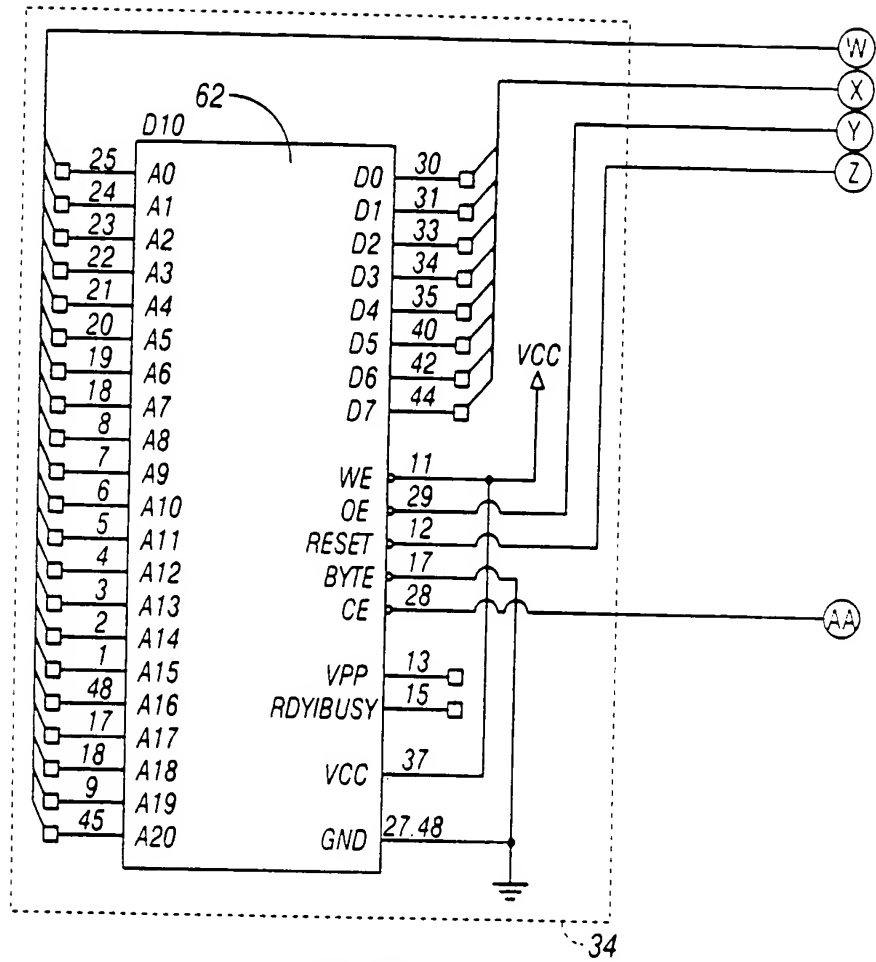 W
X
Y
Z
62
D10
25 A0 D0 30
24 A1 D1 31
23 A2 D2 33
22 A3 D3 34
21 A4 D4 35
20 A5 D5 40
19 A6 D6 42
18 A7 D7 44
VCC
8 A8
7 A9 WE 11
6 A10 OE 29
5 A11 RESET 12
4 A12 BYTE 17
3 A13 CE 28
AA
2 A14
1 A15 VPP 13
48 A16 RDYIBUSY 15
17 A17
18 A18 VCC 37
9 A19
45 A20 GND 27.48
34